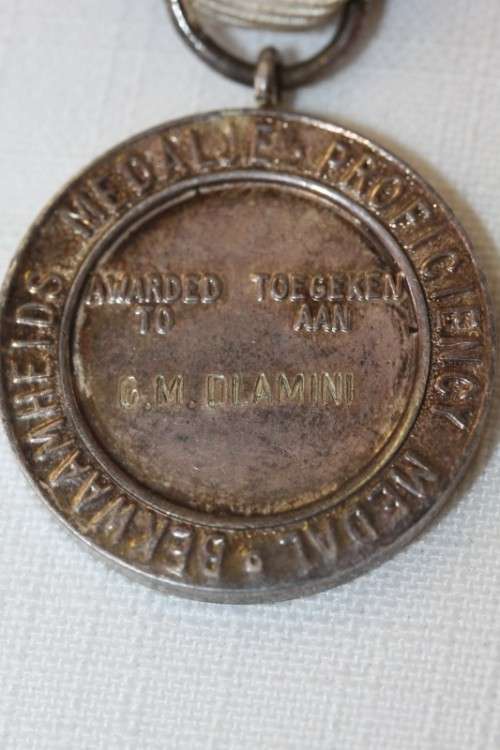 BEKWAAMHEIDS MEDALJE • PROFICIENCY MEDAL •
AWARDED TOEGEKEN
TO AAN
G.M. DLAMINI